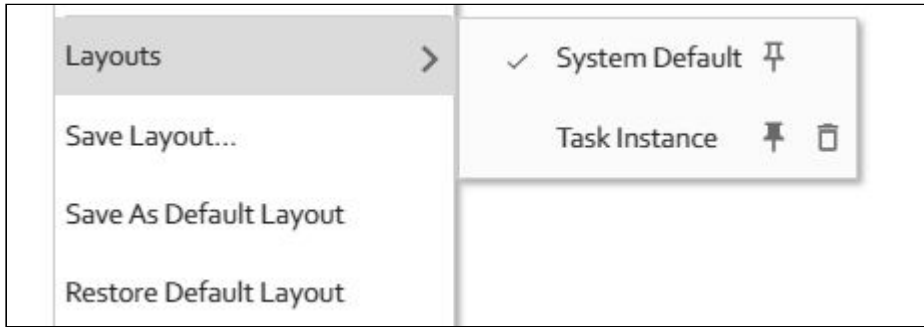 Layouts
System Default
Task Instance
Save Layout...
Save As Default Layout
Restore Default Layout